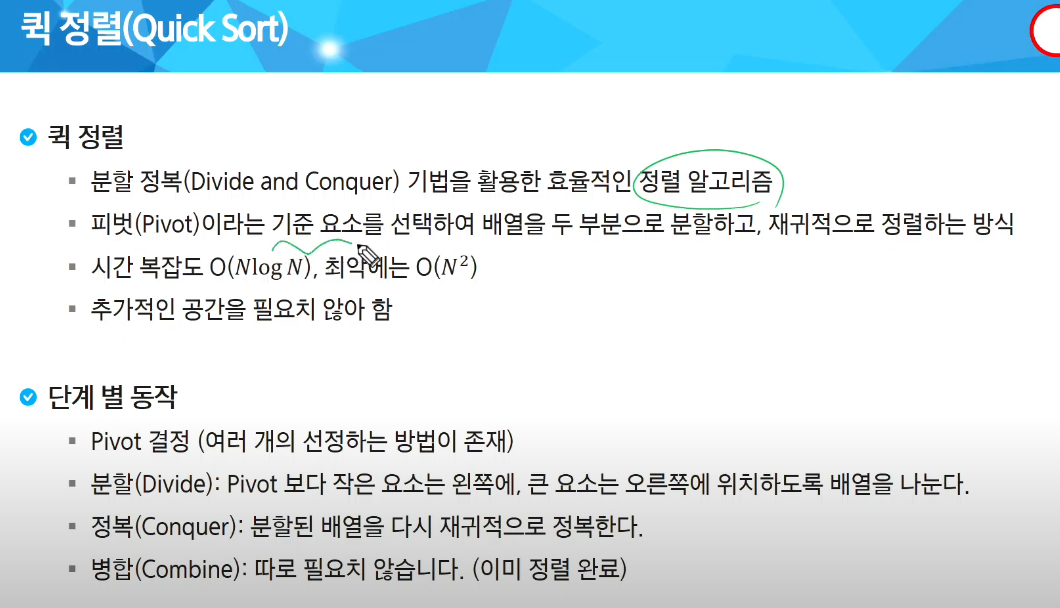 퀵 정렬(Quick Sort)
퀵 정렬
분할 정복(Divide and Conquer) 기법을 활용한 효율적인 정렬 알고리즘
피벗(Pivot)이라는 기준 요소를 선택하여 배열을 두 부분으로 분할하고, 재귀적으로 정렬하는 방식
시간 복잡도 O(N log N), 최악에는 O(N²)
추가적인 공간을 필요치 않아 함
단계 별 동작
Pivot 결정 (여러 개의 선정하는 방법이 존재)
분할(Divide): Pivot 보다 작은 요소는 왼쪽에, 큰 요소는 오른쪽에 위치하도록 배열을 나눈다.
정복(Conquer): 분할된 배열을 다시 재귀적으로 정복한다.
병합(Combine): 따로 필요치 않습니다. (이미 정렬 완료)